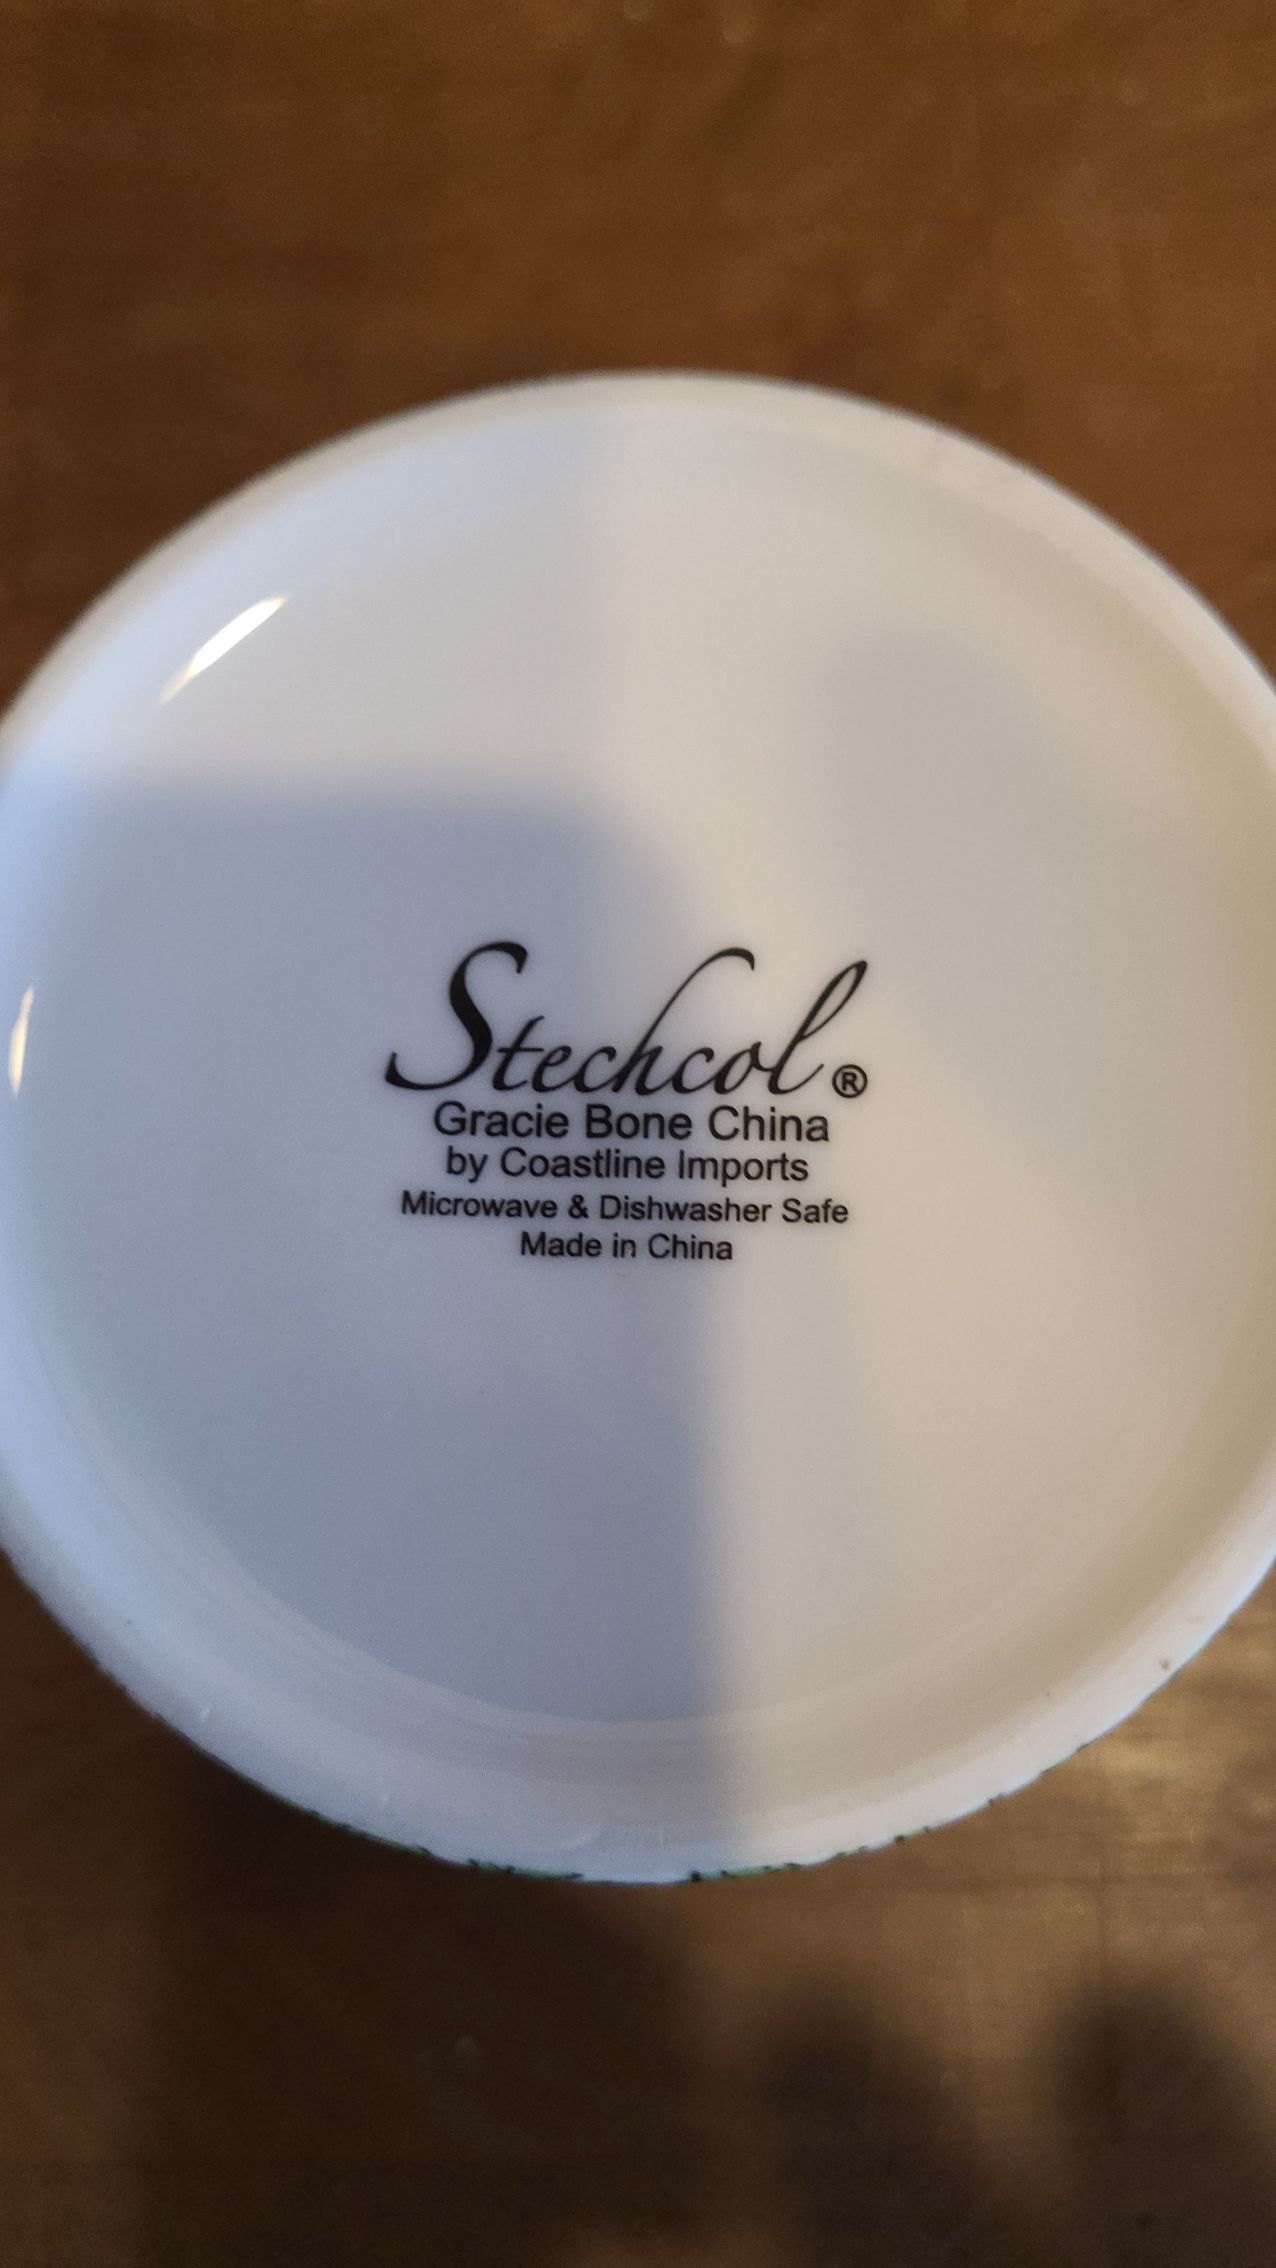 Stechcol®
Gracie Bone China
by Coastline Imports
Microwave & Dishwasher Safe
Made in China